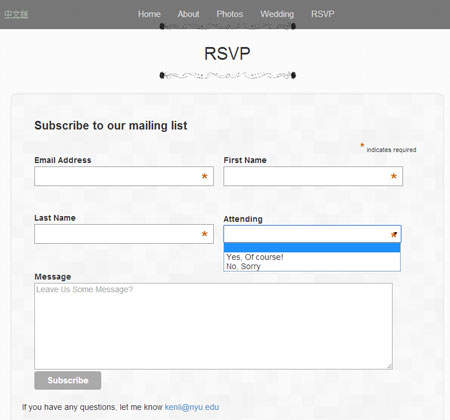 中文版 Home About Photos Wedding RSVP
RSVP
Subscribe to our mailing list
* indicates required
Email Address First Name
* *
Last Name Attending
* *
Yes, Of course!
No, Sorry
Message
Leave Us Some Message?
Subscribe
If you have any questions, let me know kenli@nyu.edu